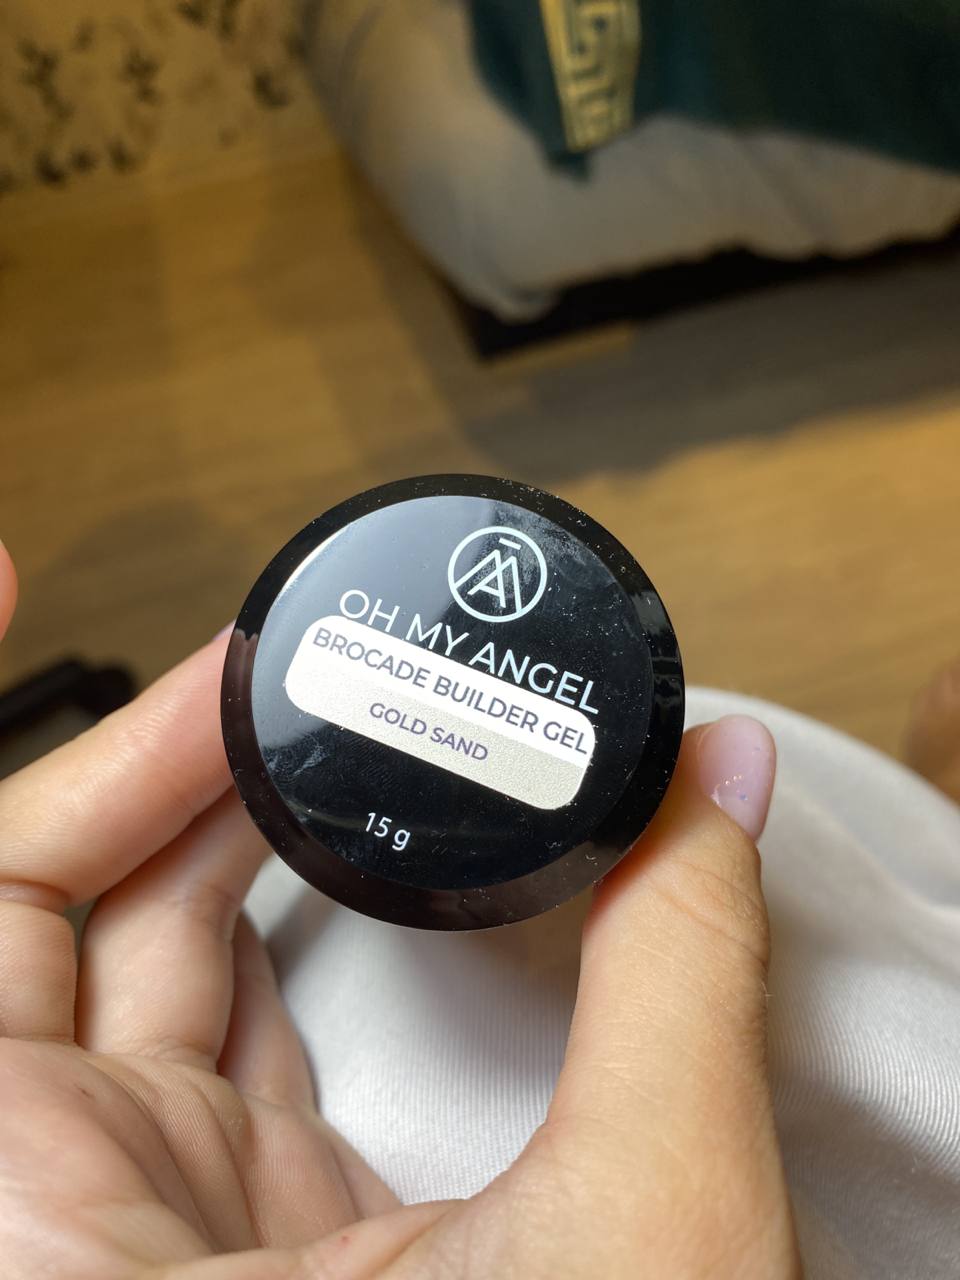 OH MY ANGEL
BROCADE BUILDER GEL
GOLD SAND
15 g